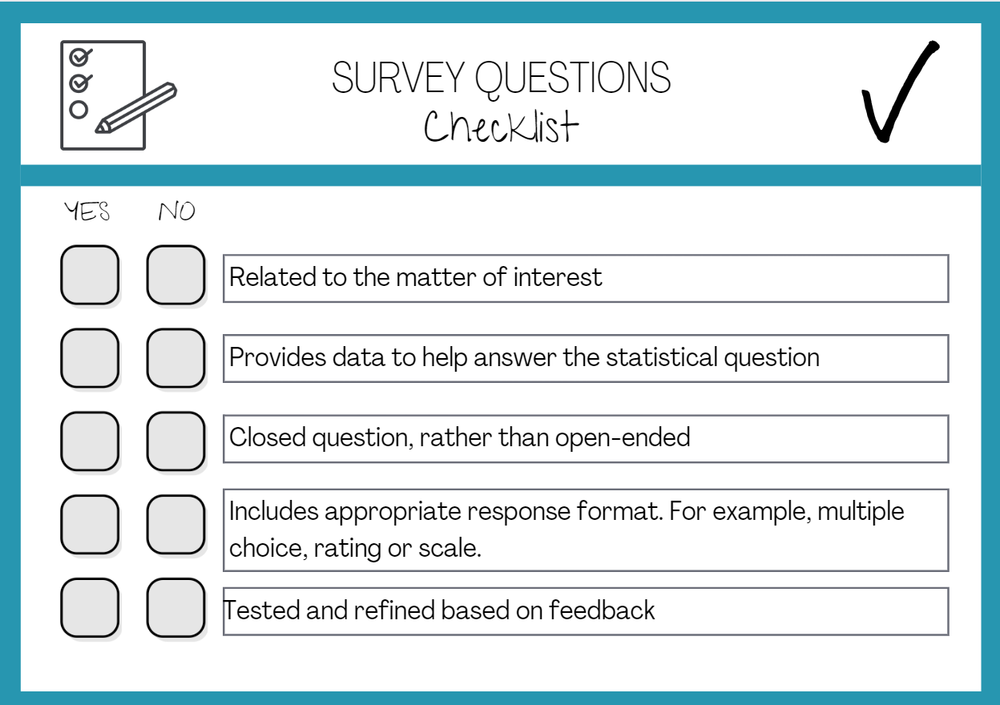 SURVEY QUESTIONS
Checklist
YES NO
Related to the matter of interest
Provides data to help answer the statistical question
Closed question, rather than open-ended
Includes appropriate response format. For example, multiple
choice, rating or scale.
Tested and refined based on feedback